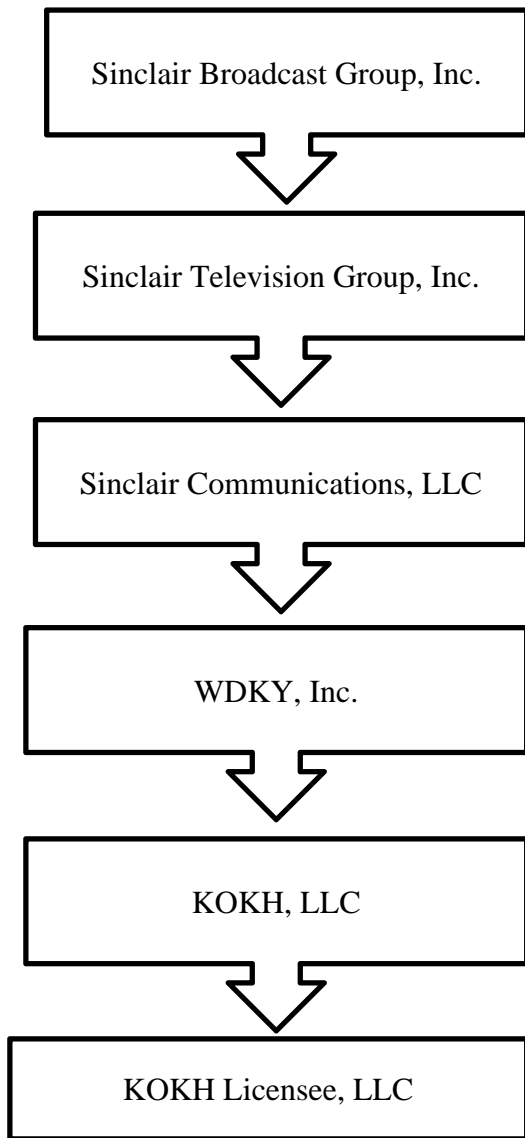 Sinclair Broadcast Group, Inc.
Sinclair Television Group, Inc.
Sinclair Communications, LLC
WDKY, Inc.
KOKH, LLC
KOKH Licensee, LLC